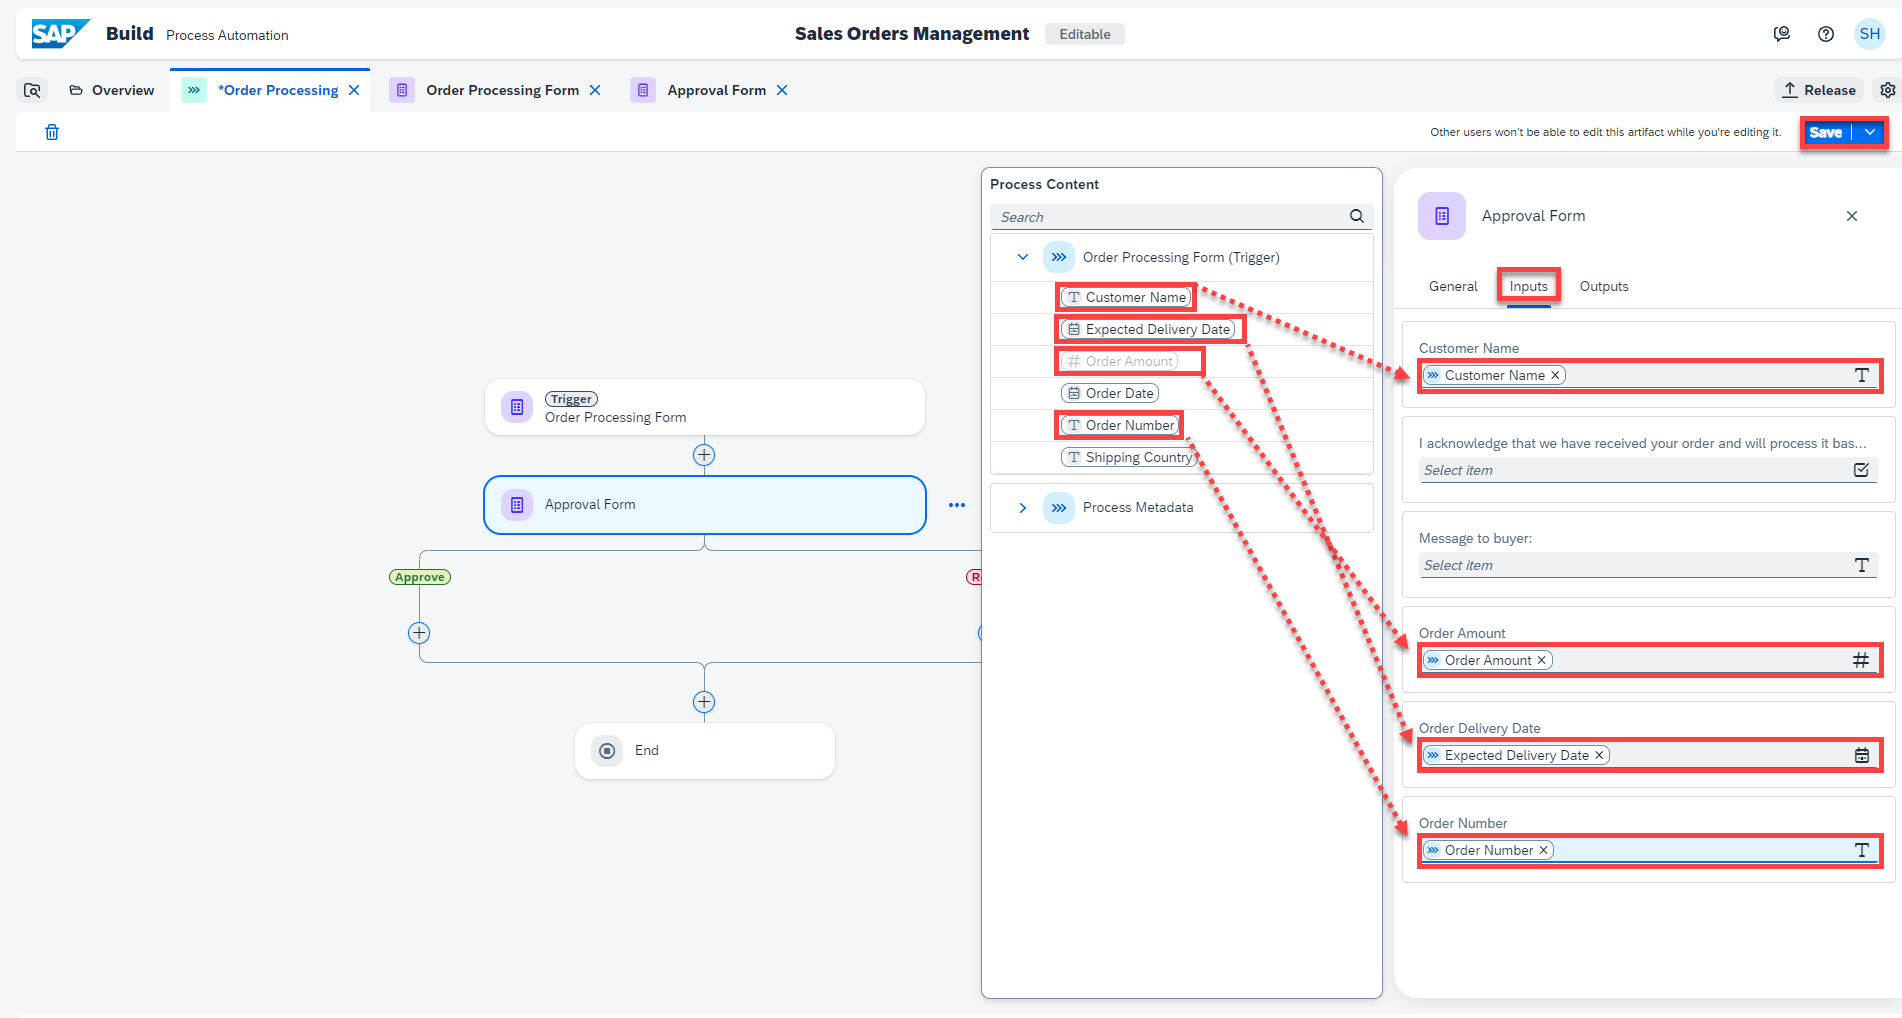 SAP Build Process Automation
Sales Orders Management Editable
SH
Overview
*Order Processing
Order Processing Form
Approval Form
Release
Other users won't be able to edit this artifact while you're editing it.
Save
Trigger
Order Processing Form
Approval Form
Approve
R
End
Process Content
Search
Order Processing Form (Trigger)
Customer Name
Expected Delivery Date
Order Amount
Order Date
Order Number
Shipping Country
Process Metadata
Approval Form
General
Inputs
Outputs
Customer Name
Customer Name
I acknowledge that we have received your order and will process it bas...
Select item
Message to buyer:
Select item
Order Amount
Order Amount
Order Delivery Date
Expected Delivery Date
Order Number
Order Number